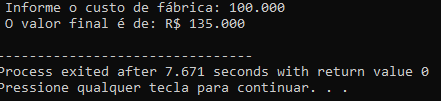 Informe o custo de fábrica: 100.000
O valor final é de: R$ 135.000
--------------------------------
Process exited after 7.671 seconds with return value 0
Pressione qualquer tecla para continuar. . .